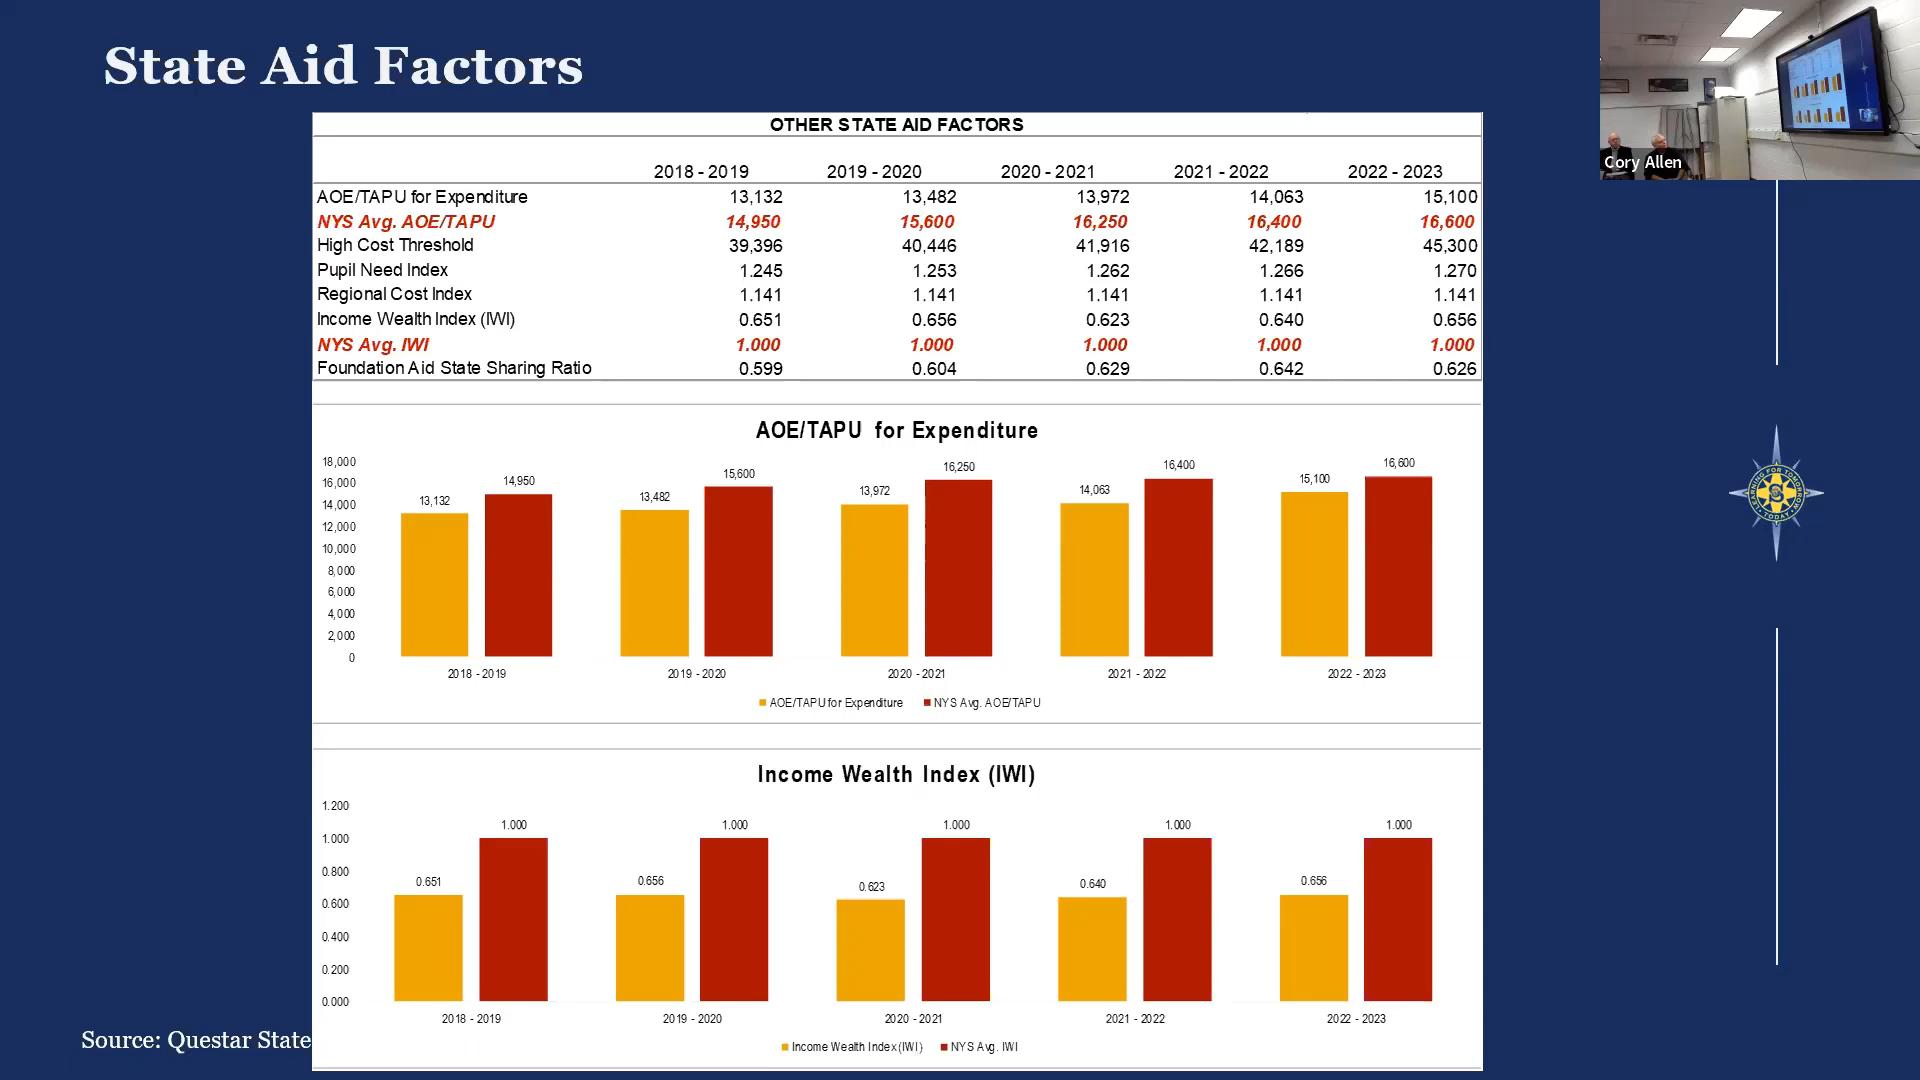 State Aid Factors
Cory Allen
OTHER STATE AID FACTORS
2018 - 2019 2019 - 2020 2020 - 2021 2021 - 2022 2022 - 2023
AOE/TAPU for Expenditure 13,132 13,482 13,972 14,063 15,100
NYS Avg. AOE/TAPU 14,950 15,600 16,250 16,400 16,600
High Cost Threshold 39,396 40,446 41,916 42,189 45,300
Pupil Need Index 1.245 1.253 1.262 1.266 1.270
Regional Cost Index 1.141 1.141 1.141 1.141 1.141
Income Wealth Index (IWI) 0.651 0.656 0.623 0.640 0.656
NYS Avg. IWI 1.000 1.000 1.000 1.000 1.000
Foundation Aid State Sharing Ratio 0.599 0.604 0.629 0.642 0.626
AOE/TAPU for Expenditure
18,000
16,000
14,000
12,000
10,000
8,000
6,000
4,000
2,000
0
13,132 14,950 13,482 15,600 13,972 16,250 14,063 16,400 15,100 16,600
2018 - 2019 2019 - 2020 2020 - 2021 2021 - 2022 2022 - 2023
AOE/TAPU for Expenditure NYS Avg. AOE/TAPU
LEARNING FOR TOMORROW
TODAY
Income Wealth Index (IWI)
1.200
1.000
0.800
0.600
0.400
0.200
0.000
0.651 1.000 0.656 1.000 0.623 1.000 0.640 1.000 0.656 1.000
2018 - 2019 2019 - 2020 2020 - 2021 2021 - 2022 2022 - 2023
Income Wealth Index (IWI) NYS Avg. IWI
Source: Questar State